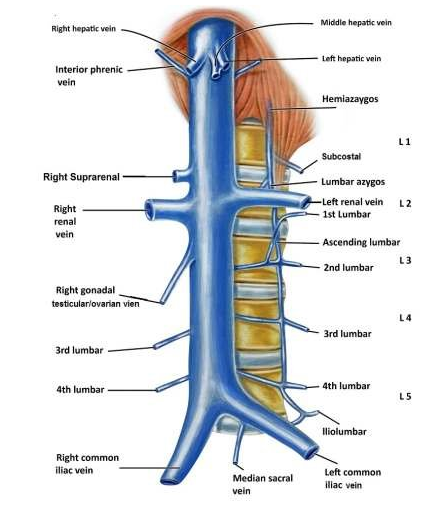 Middle hepatic vein
Right hepatic vein
Left hepatic vein
Interior phrenic
vein
Hemiazygos
L 1
Subcostal
Right Suprarenal
Lumbar azygos
Left renal vein
L 2
Right
renal
vein
1st Lumbar
Ascending lumbar
L 3
2nd lumbar
Right gonadal
testicular/ovarian vien
L 4
3rd lumbar
3rd lumbar
4th lumbar
4th lumbar
L 5
Iliolumbar
Right common
iliac vein
Median sacral
vein
Left common
iliac vein